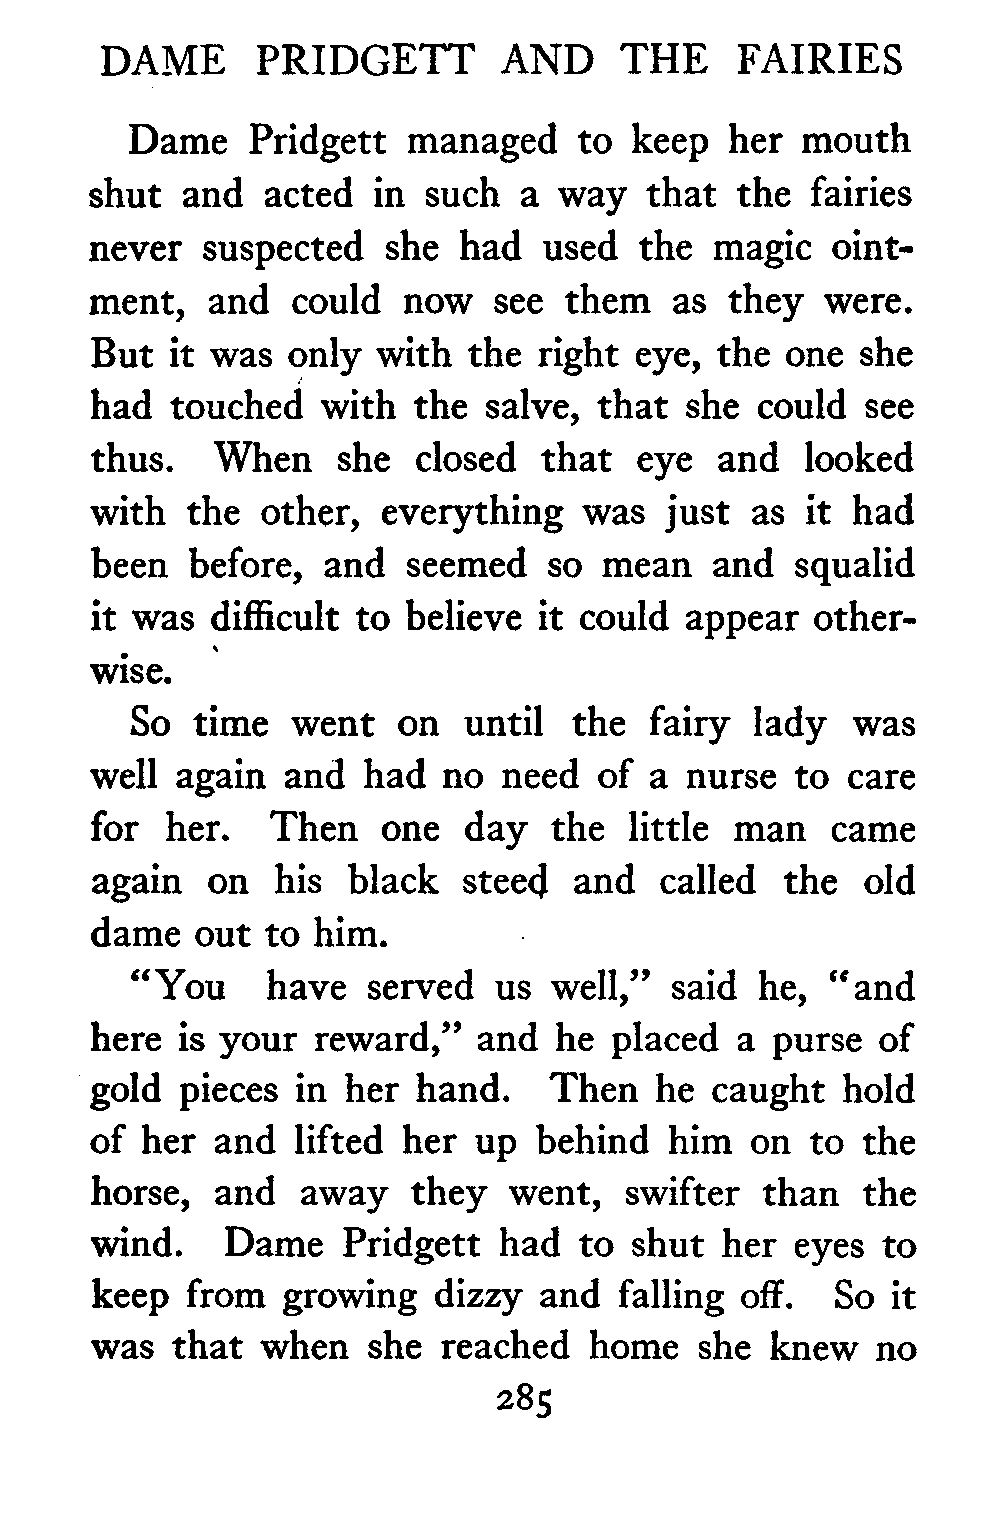 DAME PRIDGETT AND THE FAIRIES
Dame Pridgett managed to keep her mouth
shut and acted in such a way that the fairies
never suspected she had used the magic oint-
ment, and could now see them as they were.
But it was only with the right eye, the one she
had touched with the salve, that she could see
thus. When she closed that eye and looked
with the other, everything was just as it had
been before, and seemed so mean and squalid
it was difficult to believe it could appear other-
wise.
So time went on until the fairy lady was
well again and had no need of a nurse to care
for her. Then one day the little man came
again on his black steed and called the old
dame out to him.
“You have served us well,” said he, “and
here is your reward,” and he placed a purse of
gold pieces in her hand. Then he caught hold
of her and lifted her up behind him on to the
horse, and away they went, swifter than the
wind. Dame Pridgett had to shut her eyes to
keep from growing dizzy and falling off. So it
was that when she reached home she knew no
285